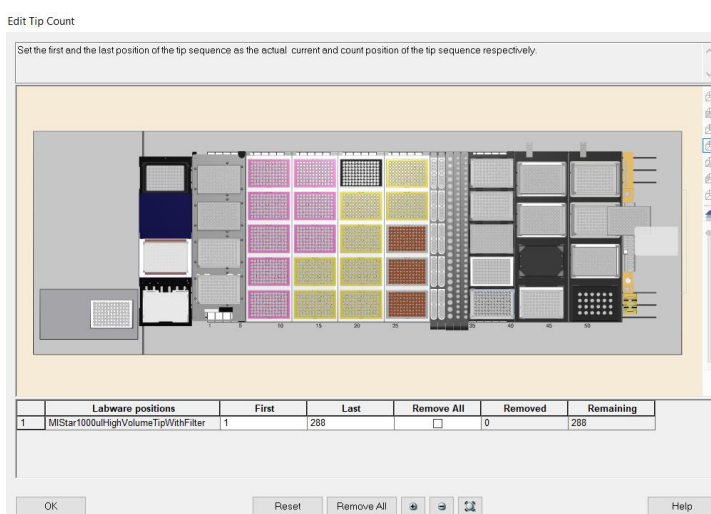 Edit Tip Count
Set the first and the last position of the tip sequence as the actual current and count position of the tip sequence respectively.
1 5 10 15 20 25 35 40 45 50
Labware positions First Last Remove All Removed Remaining
1 MlStar1000ulHighVolumeTipWithFilter 1 288 0 288
OK Reset Remove All Help